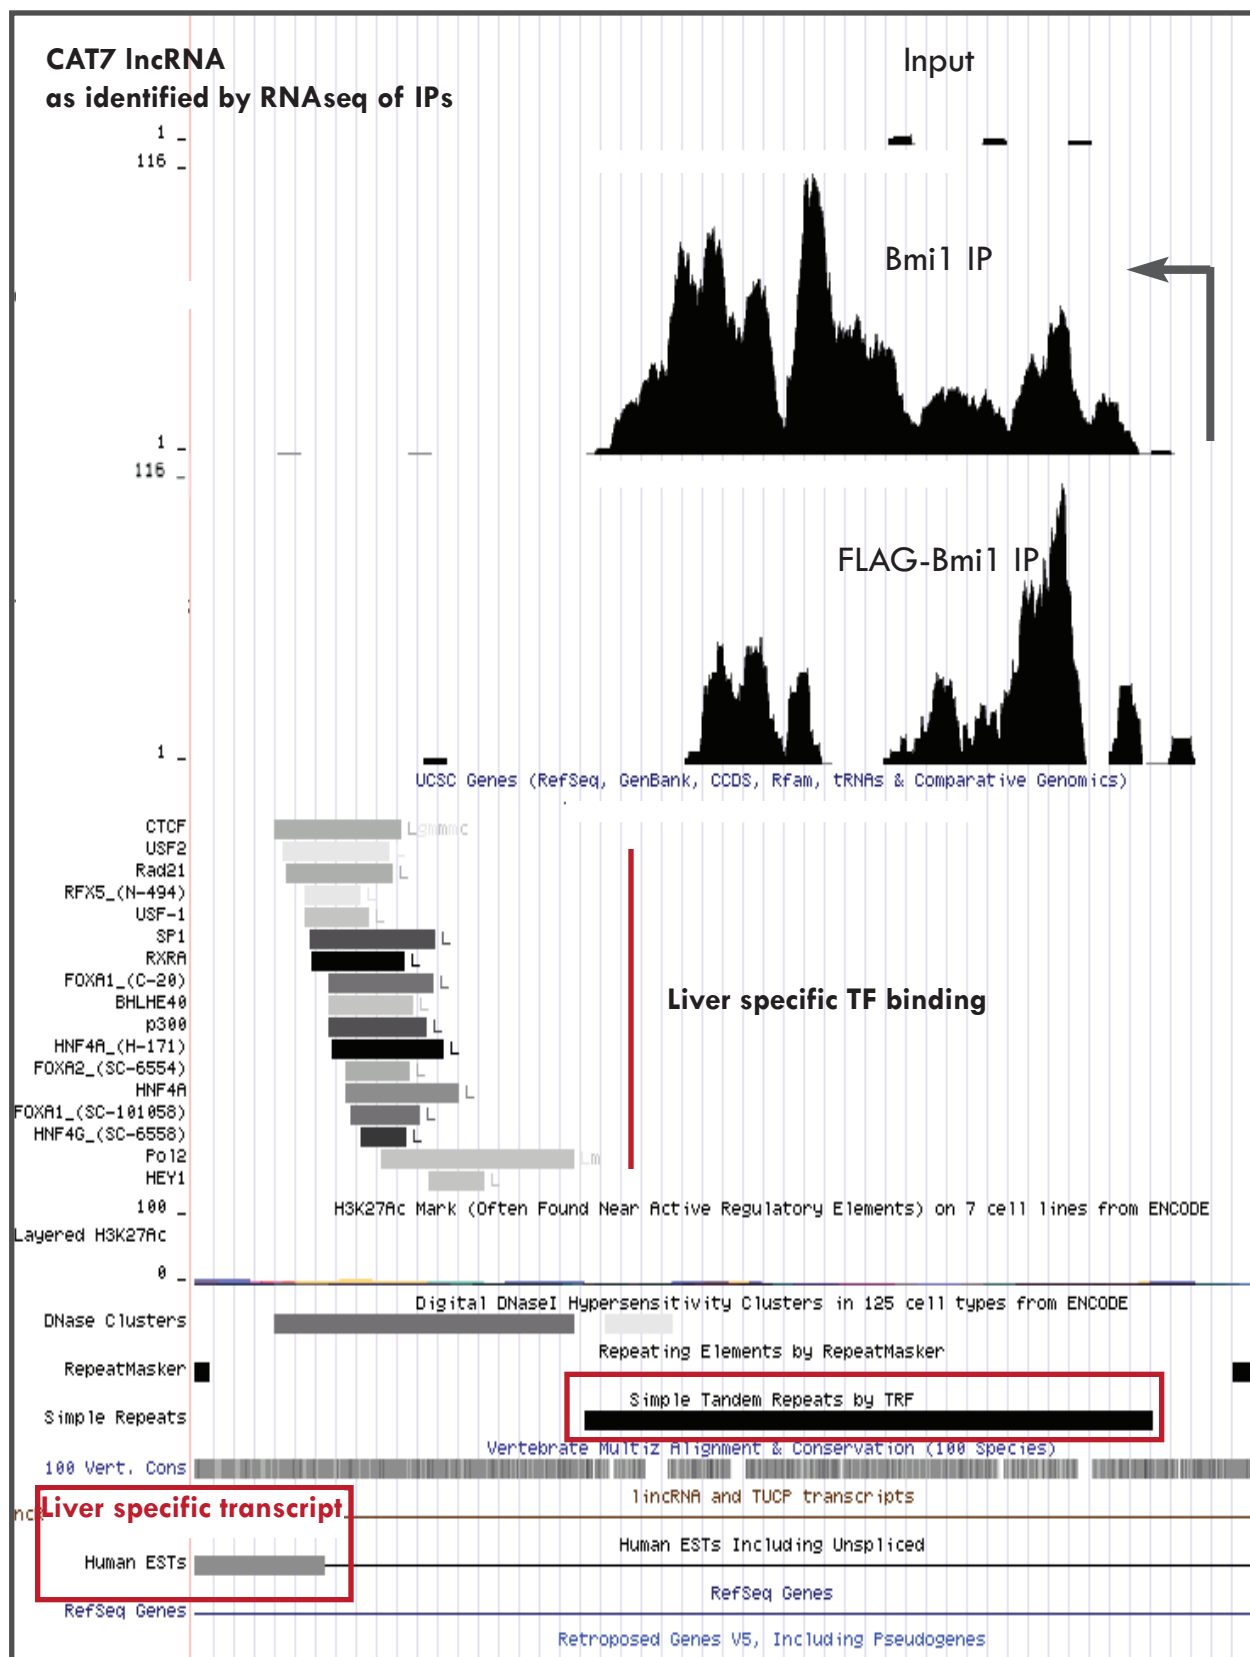 CAT7 lncRNA
as identified by RNAseq of IPs
Input
1
116
Bmi1 IP
1
116
FLAG-Bmi1 IP
1
UCSC Genes (RefSeq, GenBank, CCDS, Rfam, tRNAs & Comparative Genomics)
CTCF Lgmmmc
USF2 L
Rad21 L
RFX5_(N-494) L
USF-1 L
SP1 L
RXRA L
FOXA1_(C-20) L
BHLHE40 L
Liver specific TF binding
p300 L
HNF4A_(H-171) L
FOXA2_(SC-6554) L
HNF4A L
FOXA1_(SC-101058) L
HNF4G_(SC-6558) L
Pol2 Lm
HEY1 L
100 H3K27Ac Mark (Often Found Near Active Regulatory Elements) on 7 cell lines from ENCODE
Layered H3K27Ac
0
Digital DNaseI Hypersensitivity Clusters in 125 cell types from ENCODE
DNase Clusters
Repeating Elements by RepeatMasker
RepeatMasker
Simple Tandem Repeats by TRF
Simple Repeats
Vertebrate Multiz Alignment & Conservation (100 Species)
100 Vert. Cons
lincRNA and TUCP transcripts
Liver specific transcript
Human ESTs Including Unspliced
Human ESTs
RefSeq Genes
RefSeq Genes
Retroposed Genes V5, Including Pseudogenes